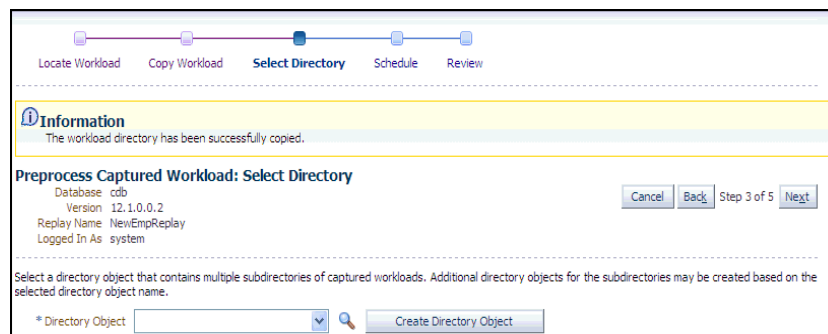 Locate Workload Copy Workload Select Directory Schedule Review
Information
The workload directory has been successfully copied.
Preprocess Captured Workload: Select Directory
Database cdb
Version 12.1.0.0.2
Replay Name NewEmpReplay
Logged In As system
Cancel Back Step 3 of 5 Next
Select a directory object that contains multiple subdirectories of captured workloads. Additional directory objects for the subdirectories may be created based on the
selected directory object name.
* Directory Object Create Directory Object